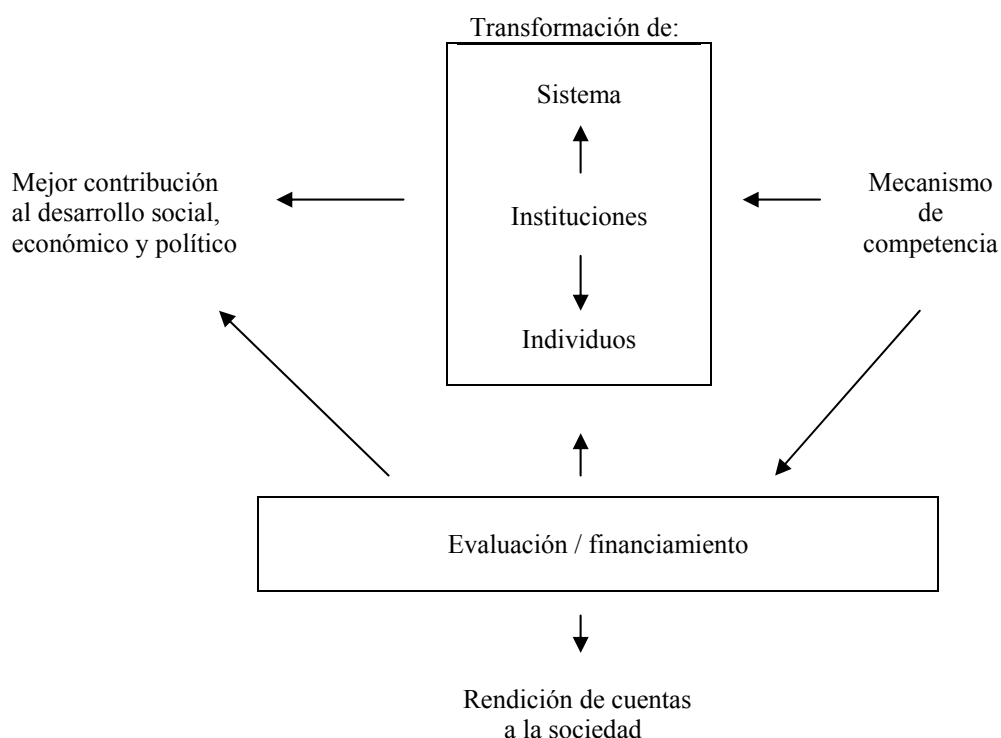 Transformación de:
Sistema
Mejor contribución
al desarrollo social,
económico y político
Instituciones
Mecanismo
de
competencia
Individuos
Evaluación / financiamiento
Rendición de cuentas
a la sociedad